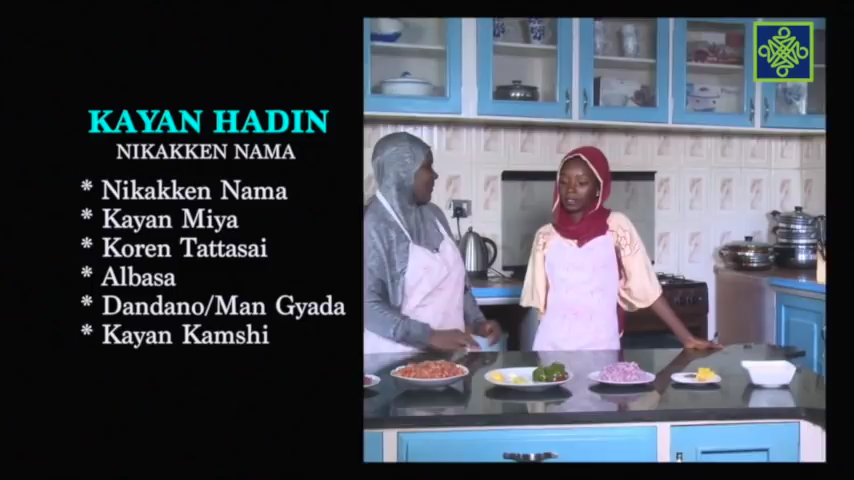 KAYAN HADIN
NIKAKKEN NAMA
* Nikakken Nama
* Kayan Miya
* Koren Tattasai
* Albasa
* Dandano/Man Gyada
* Kayan Kamshi